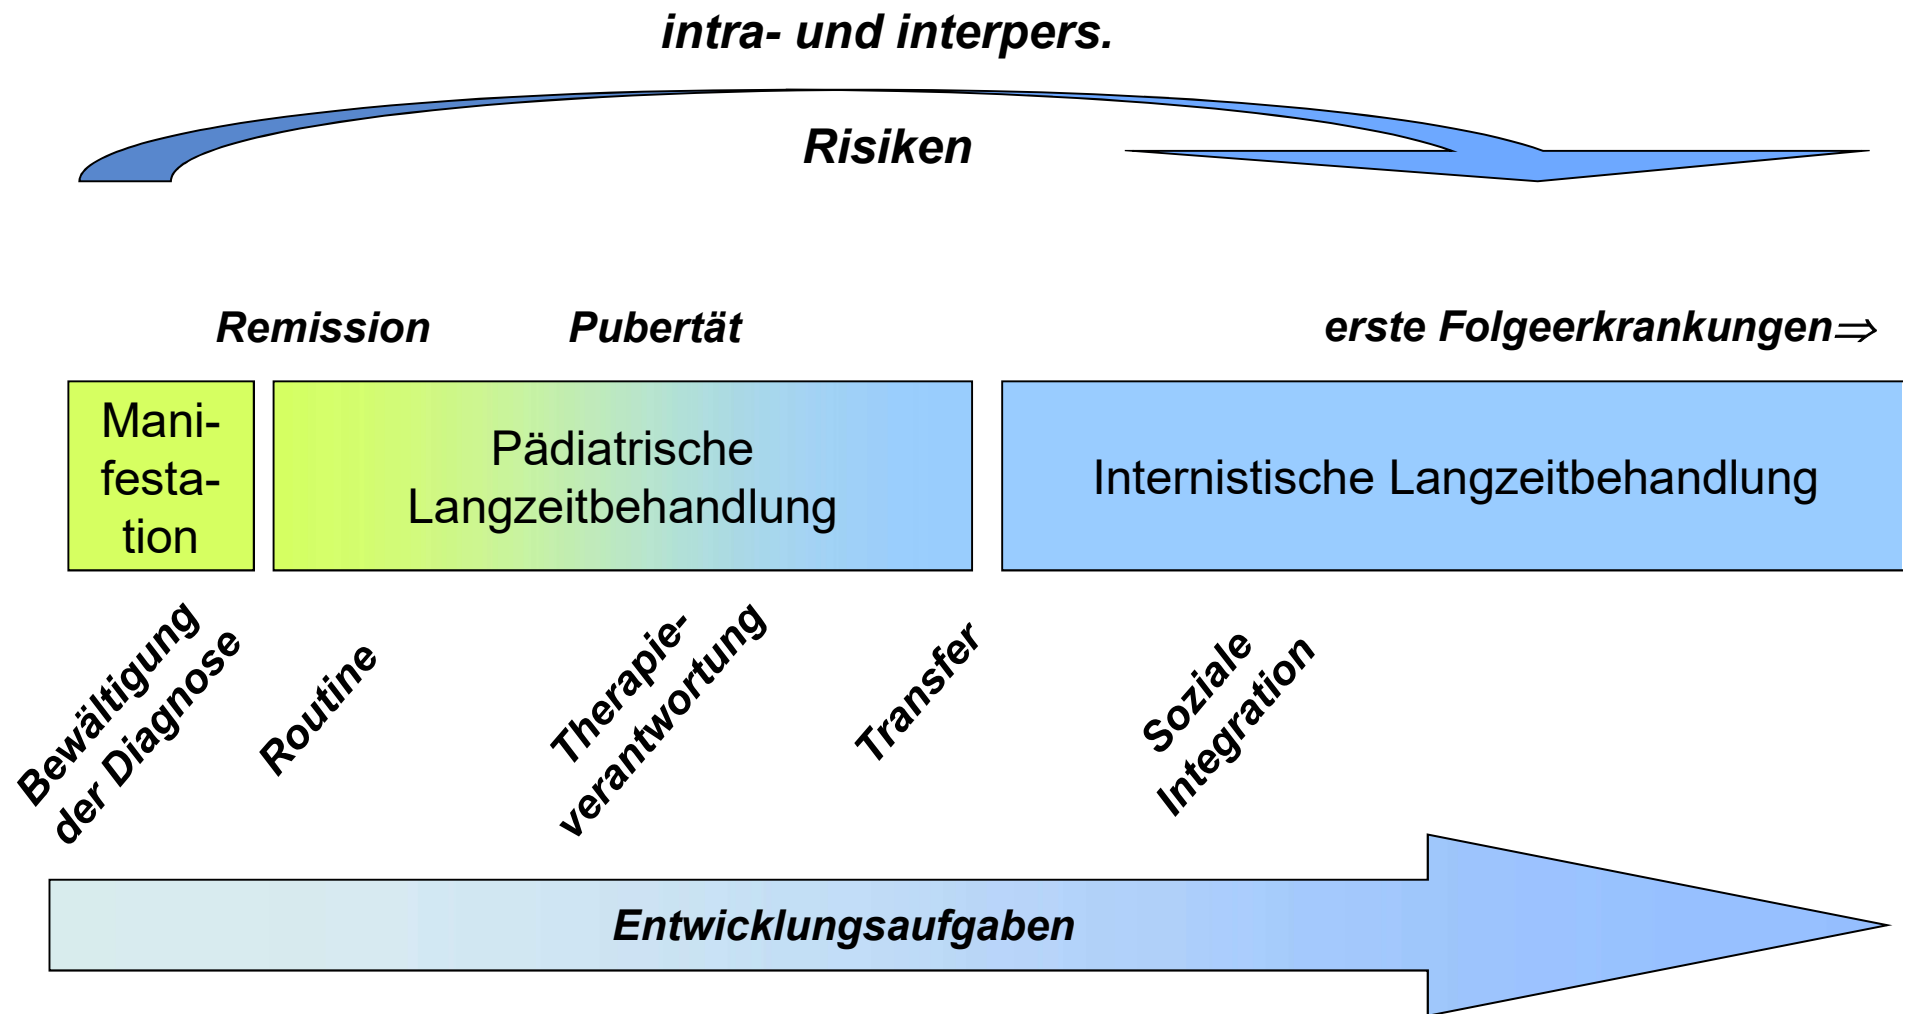 intra- und interpers.
Risiken
Remission
Pubertät
erste Folgeerkrankungen⇒
Mani-
festa-
tion
Pädiatrische
Langzeitbehandlung
Internistische Langzeitbehandlung
Bewältigung
der Diagnose
Routine
Therapie-
verantwortung
Transfer
Soziale
Integration
Entwicklungsaufgaben